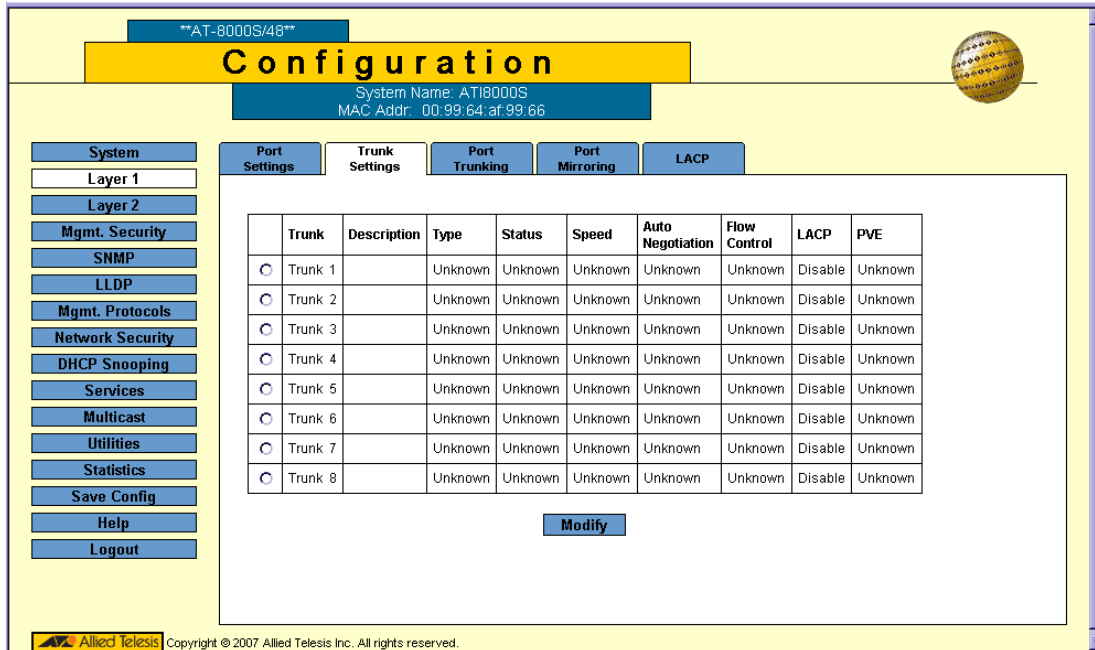 **AT-8000S/48**
Configuration
System Name: ATI8000S
MAC Addr: 00:99:64:af:99:66
System
Layer 1
Layer 2
Mgmt. Security
SNMP
LLDP
Mgmt. Protocols
Network Security
DHCP Snooping
Services
Multicast
Utilities
Statistics
Save Config
Help
Logout
Port Settings
Trunk Settings
Port Trunking
Port Mirroring
LACP
Trunk Description Type Status Speed Auto Negotiation Flow Control LACP PVE
Trunk 1 Unknown Unknown Unknown Unknown Unknown Disable Unknown
Trunk 2 Unknown Unknown Unknown Unknown Unknown Disable Unknown
Trunk 3 Unknown Unknown Unknown Unknown Unknown Disable Unknown
Trunk 4 Unknown Unknown Unknown Unknown Unknown Disable Unknown
Trunk 5 Unknown Unknown Unknown Unknown Unknown Disable Unknown
Trunk 6 Unknown Unknown Unknown Unknown Unknown Disable Unknown
Trunk 7 Unknown Unknown Unknown Unknown Unknown Disable Unknown
Trunk 8 Unknown Unknown Unknown Unknown Unknown Disable Unknown
Modify
Allied Telesis Copyright © 2007 Allied Telesis Inc. All rights reserved.